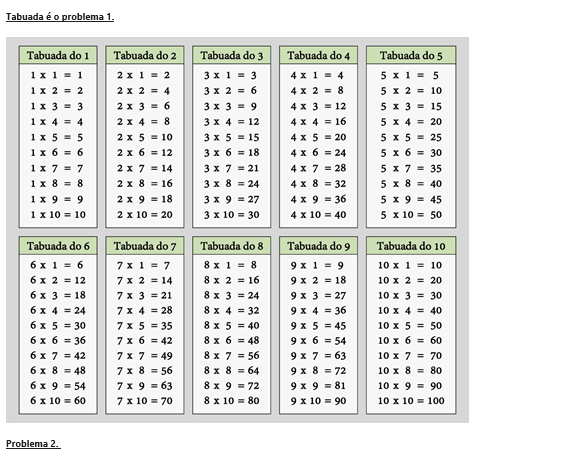 Tabuada é o problema 1.
Tabuada do 1
1 x 1 = 1
1 x 2 = 2
1 x 3 = 3
1 x 4 = 4
1 x 5 = 5
1 x 6 = 6
1 x 7 = 7
1 x 8 = 8
1 x 9 = 9
1 x 10 = 10
Tabuada do 2
2 x 1 = 2
2 x 2 = 4
2 x 3 = 6
2 x 4 = 8
2 x 5 = 10
2 x 6 = 12
2 x 7 = 14
2 x 8 = 16
2 x 9 = 18
2 x 10 = 20
Tabuada do 3
3 x 1 = 3
3 x 2 = 6
3 x 3 = 9
3 x 4 = 12
3 x 5 = 15
3 x 6 = 18
3 x 7 = 21
3 x 8 = 24
3 x 9 = 27
3 x 10 = 30
Tabuada do 4
4 x 1 = 4
4 x 2 = 8
4 x 3 = 12
4 x 4 = 16
4 x 5 = 20
4 x 6 = 24
4 x 7 = 28
4 x 8 = 32
4 x 9 = 36
4 x 10 = 40
Tabuada do 5
5 x 1 = 5
5 x 2 = 10
5 x 3 = 15
5 x 4 = 20
5 x 5 = 25
5 x 6 = 30
5 x 7 = 35
5 x 8 = 40
5 x 9 = 45
5 x 10 = 50
Tabuada do 6
6 x 1 = 6
6 x 2 = 12
6 x 3 = 18
6 x 4 = 24
6 x 5 = 30
6 x 6 = 36
6 x 7 = 42
6 x 8 = 48
6 x 9 = 54
6 x 10 = 60
Tabuada do 7
7 x 1 = 7
7 x 2 = 14
7 x 3 = 21
7 x 4 = 28
7 x 5 = 35
7 x 6 = 42
7 x 7 = 49
7 x 8 = 56
7 x 9 = 63
7 x 10 = 70
Tabuada do 8
8 x 1 = 8
8 x 2 = 16
8 x 3 = 24
8 x 4 = 32
8 x 5 = 40
8 x 6 = 48
8 x 7 = 56
8 x 8 = 64
8 x 9 = 72
8 x 10 = 80
Tabuada do 9
9 x 1 = 9
9 x 2 = 18
9 x 3 = 27
9 x 4 = 36
9 x 5 = 45
9 x 6 = 54
9 x 7 = 63
9 x 8 = 72
9 x 9 = 81
9 x 10 = 90
Tabuada do 10
10 x 1 = 10
10 x 2 = 20
10 x 3 = 30
10 x 4 = 40
10 x 5 = 50
10 x 6 = 60
10 x 7 = 70
10 x 8 = 80
10 x 9 = 90
10 x 10 = 100
Problema 2.